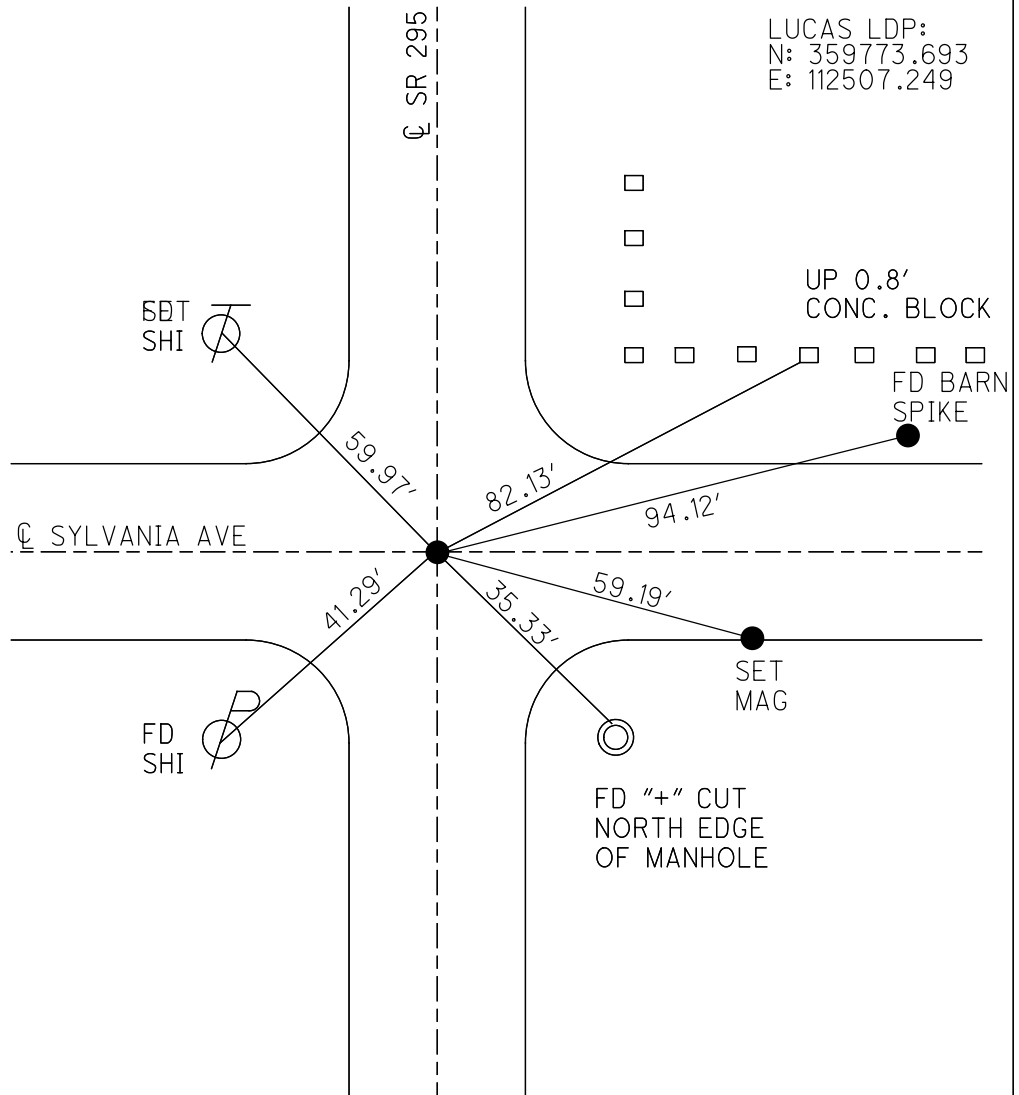 LUCAS LDP:
N: 359773.693
E: 112507.249
℄ SR 295
UP 0.8'
CONC. BLOCK
SHI
FD BARN
SPIKE
59.97'
82.13'
94.12'
℄ SYLVANIA AVE
41.29'
35.33'
59.19'
SET
MAG
FD
SHI
FD "+" CUT
NORTH EDGE
OF MANHOLE